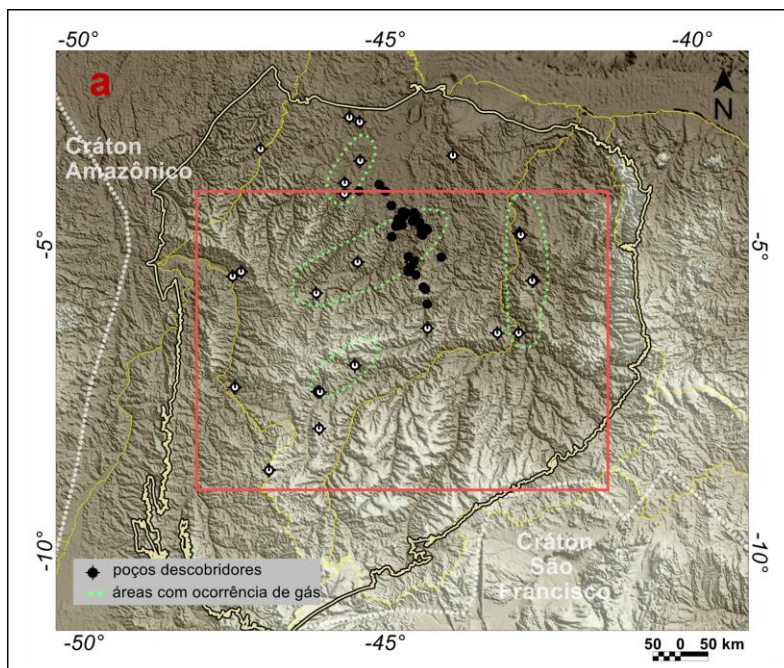 -50°
-45°
-40°
a
N
Cráton
Amazônico
-5°
-5°
-10°
-10°
Cráton
São
Francisco
poços descobridores
áreas com ocorrência de gás
-50°
-45°
-40°
50 0 50 km